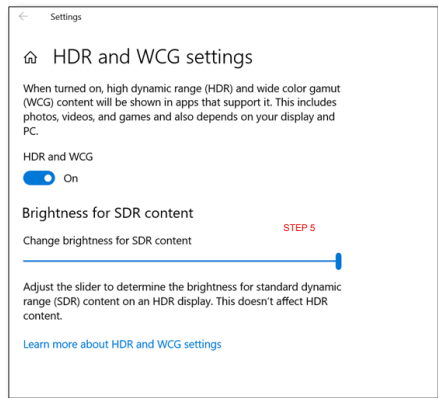 Settings
HDR and WCG settings
When turned on, high dynamic range (HDR) and wide color gamut
(WCG) content will be shown in apps that support it. This includes
photos, videos, and games and also depends on your display and
PC.
HDR and WCG
On
Brightness for SDR content
STEP 5
Change brightness for SDR content
Adjust the slider to determine the brightness for standard dynamic
range (SDR) content on an HDR display. This doesn't affect HDR
content.
Learn more about HDR and WCG settings